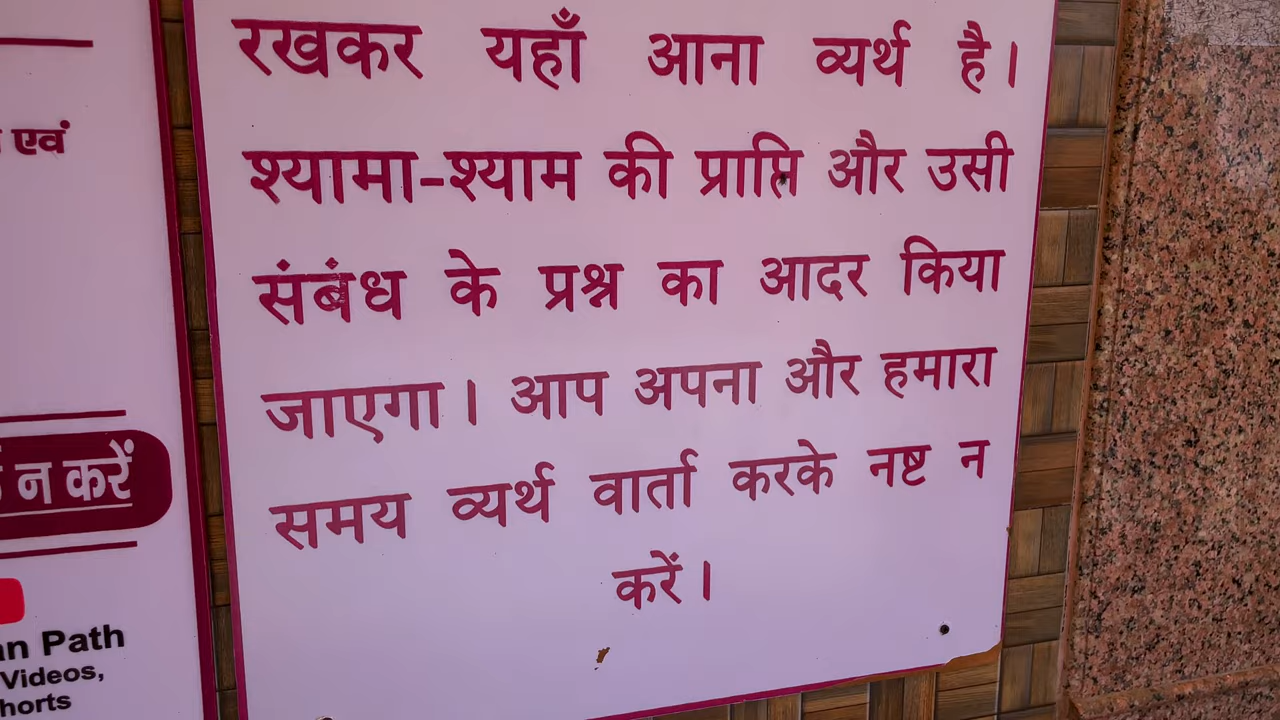 एवं
न करें
an Path
Videos,
horts
रखकर यहाँ आना व्यर्थ है।
श्यामा-श्याम की प्राप्ति और उसी
संबंध के प्रश्न का आदर किया
जाएगा। आप अपना और हमारा
समय व्यर्थ वार्ता करके नष्ट न
करें।